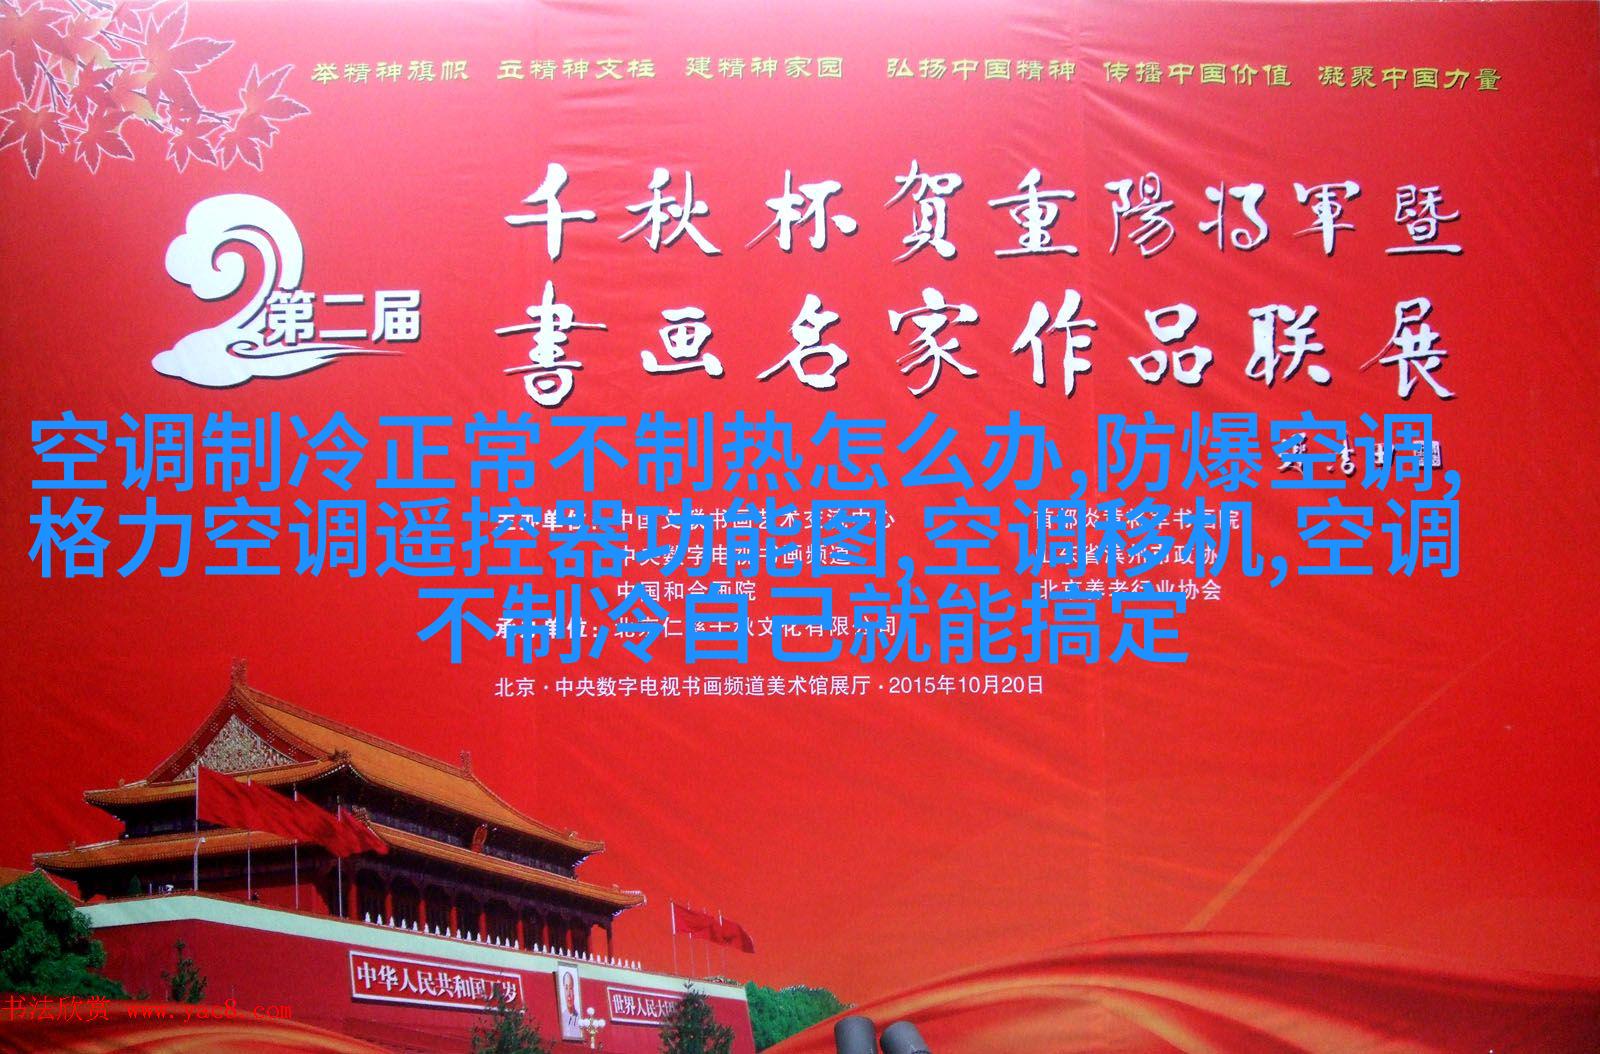 举精神旗帜 立精神支柱 建精神家园 弘扬中国精神 传播中国价值 凝聚中国力量
第二届
千秋杯贺重陽将軍暨
書画名家作品联展
空调制冷正常不制热怎么办,防爆空调,
格力空调遥控器功能图,空调移机,空调
不制冷自己就能搞定
中国和合画院
北京养老行业协会
北京·中央数字电视书画频道美术馆展厅·2015年10月20日
中华人民共和国万岁
世界人民大团
书法欣赏 www.yac8.com